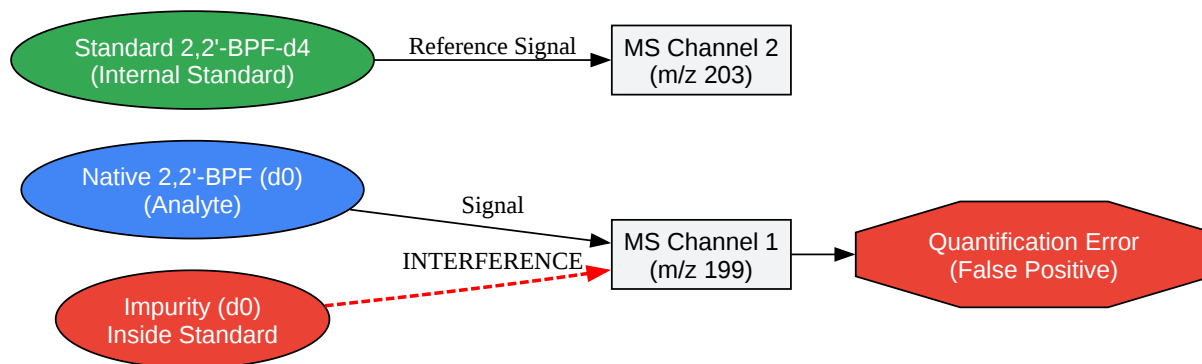 Standard 2,2'-BPF-d4
(Internal Standard)
Reference Signal
MS Channel 2
(m/z 203)
Native 2,2'-BPF (d0)
(Analyte)
Signal
INTERFERENCE
MS Channel 1
(m/z 199)
Quantification Error
(False Positive)
Impurity (d0)
Inside Standard